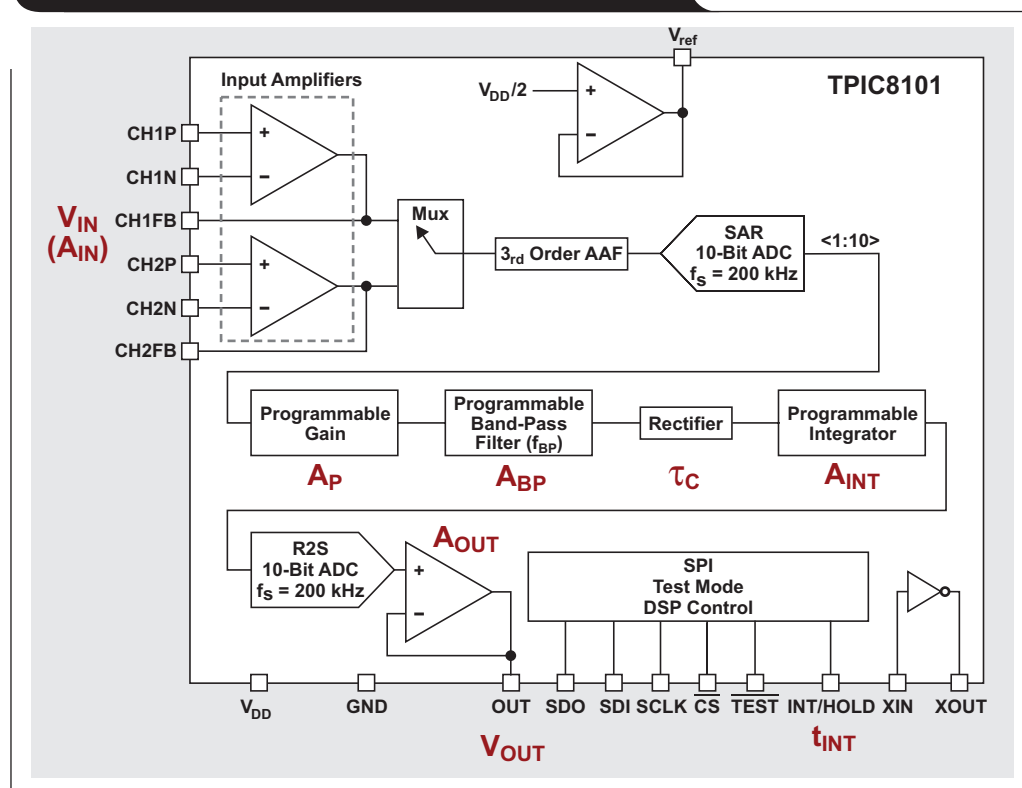 Vref
Input Amplifiers
VDD/2
+
−
TPIC8101
CH1P
+
CH1N
−
VIN
(AIN)
CH1FB
Mux
CH2P
+
3rd Order AAF
SAR
10-Bit ADC
fS = 200 kHz
<1:10>
CH2N
−
CH2FB
Programmable
Gain
Programmable
Band-Pass
Filter (fBP)
Rectifier
Programmable
Integrator
AP
ABP
τC
AINT
AOUT
R2S
10-Bit ADC
fS = 200 kHz
+
−
SPI
Test Mode
DSP Control
VDD
GND
OUT
SDO
SDI
SCLK
CS
TEST
INT/HOLD
XIN
XOUT
VOUT
tINT